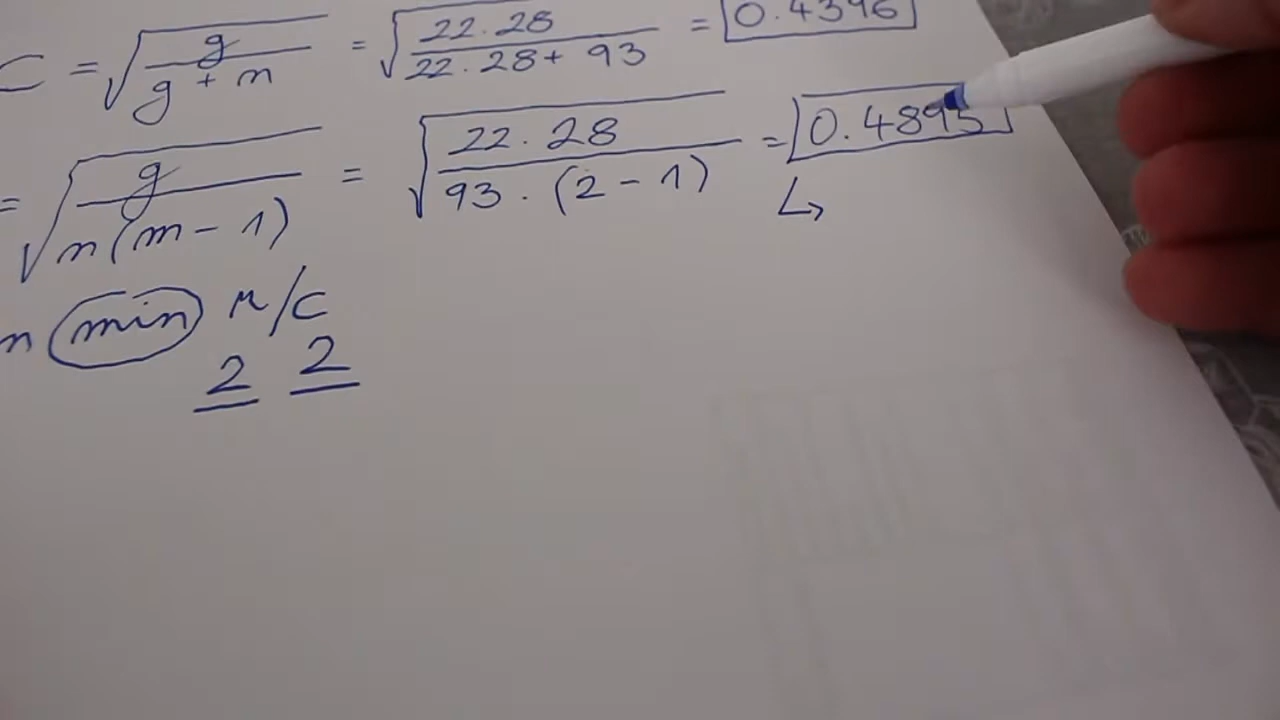 C = √(g / (g + n)) = √(22.28 / (22.28 + 93)) = 0.4396
= √(g / (n(m - 1))) = √(22.28 / (93 . (2 - 1))) = 0.4895
↳
n min r/c
2 2